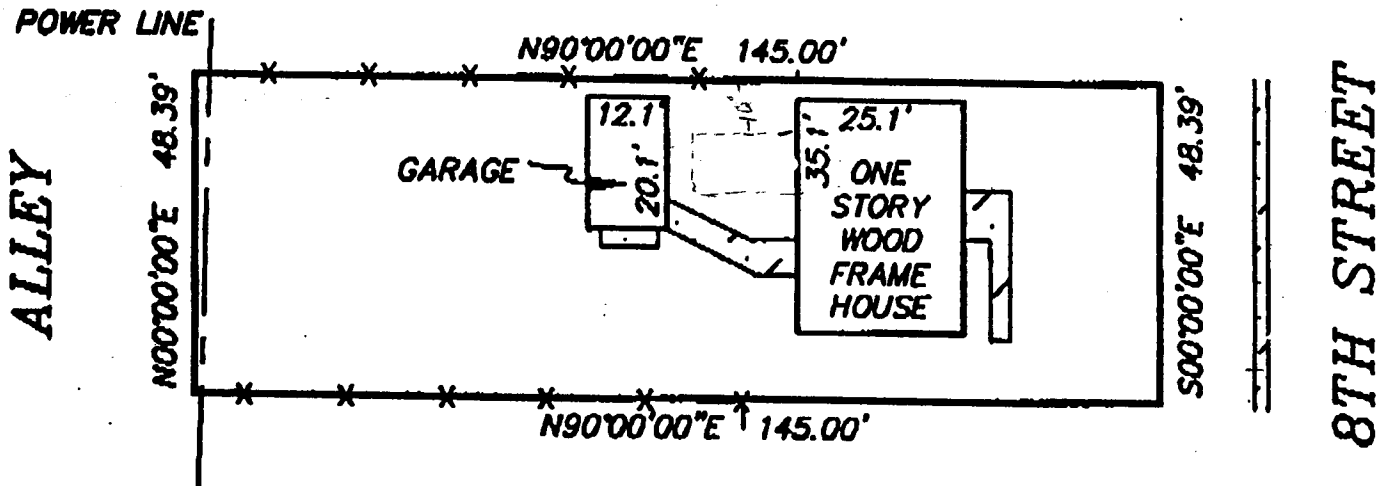 POWER LINE
N90°00'00"E 145.00'
ALLEY
N00°00'00"E 48.39'
GARAGE
12.1'
20.1'
25.1'
35.1'
ONE
STORY
WOOD
FRAME
HOUSE
S00°00'00"E 48.39'
8TH STREET
N90°00'00"E 145.00'